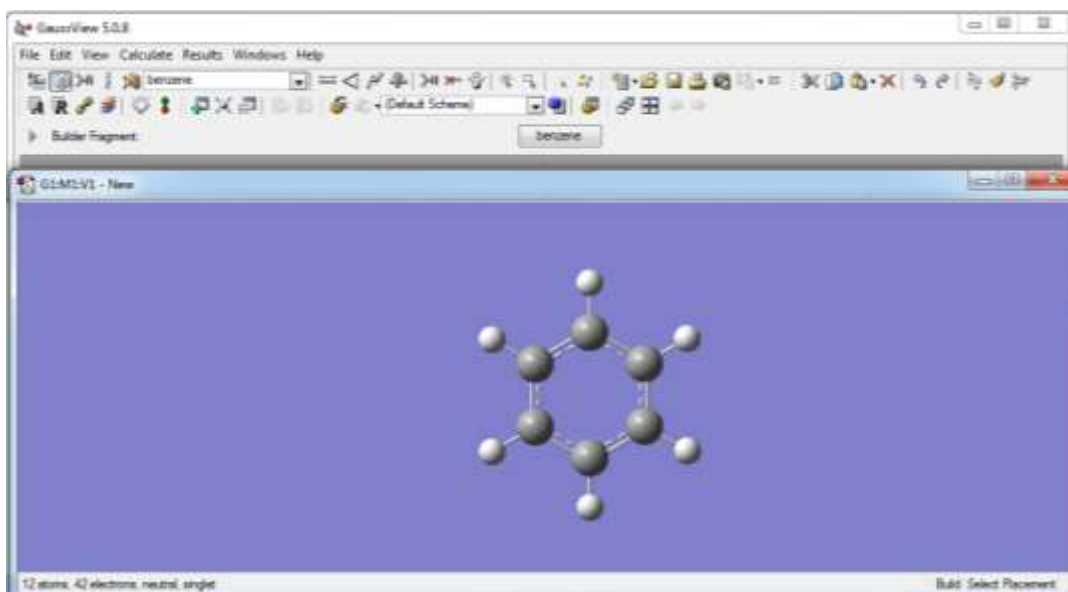 GaussView 5.0.8
File Edit View Calculate Results Windows Help
benzene
(Default Scheme)
Builder Fragment: benzene
G1:M1:V1 - New
12 atoms, 42 electrons, neutral, singlet Build: Select Placement